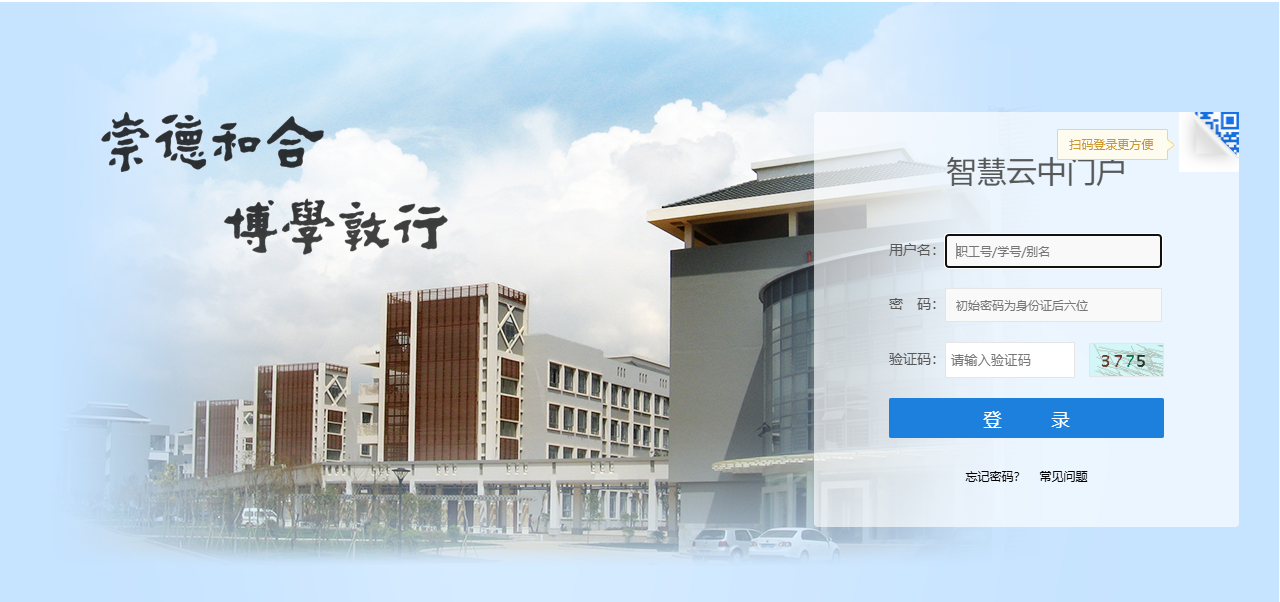 崇德和合
博學敦行
扫码登录更方便
智慧云中门户
用户名：
职工号/学号/别名
密 码：
初始密码为身份证后六位
验证码：
请输入验证码
3775
登 录
忘记密码?
常见问题